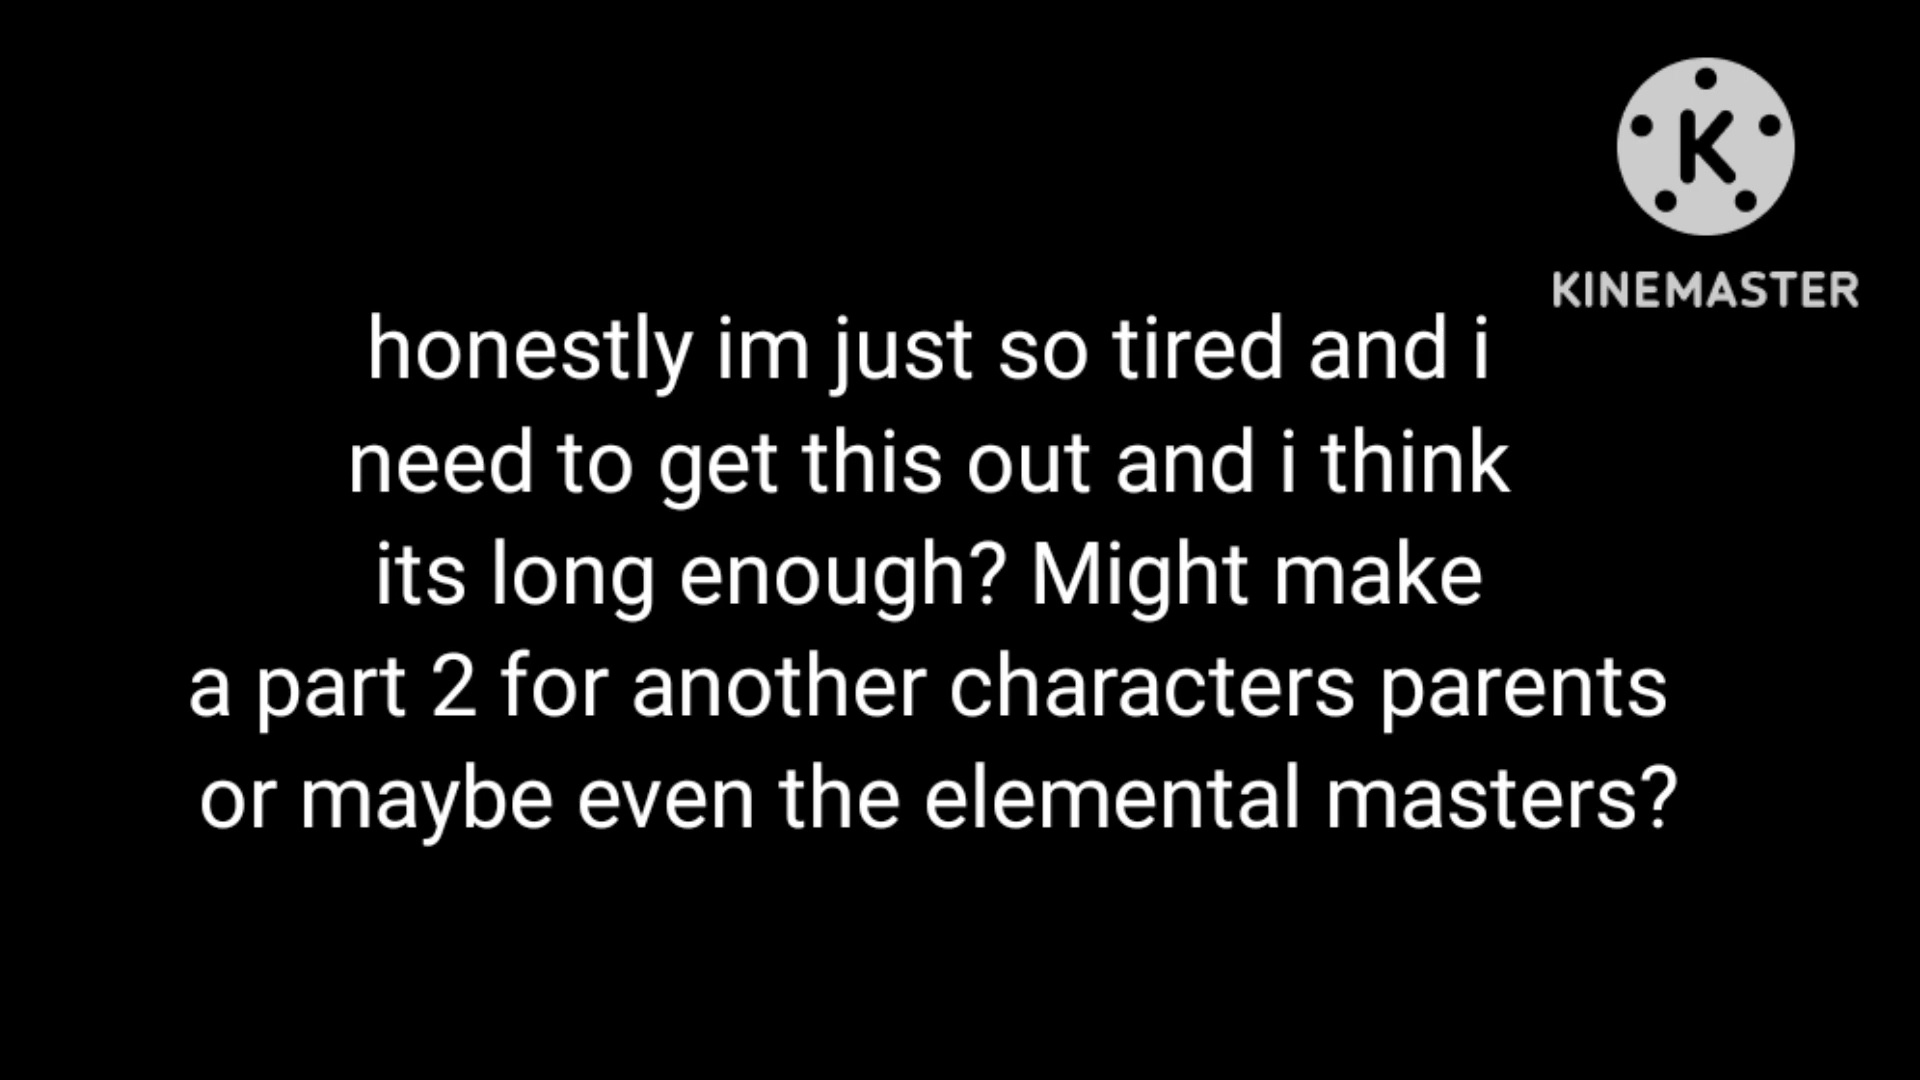 K
KINEMASTER
honestly im just so tired and i
need to get this out and i think
its long enough? Might make
a part 2 for another characters parents
or maybe even the elemental masters?